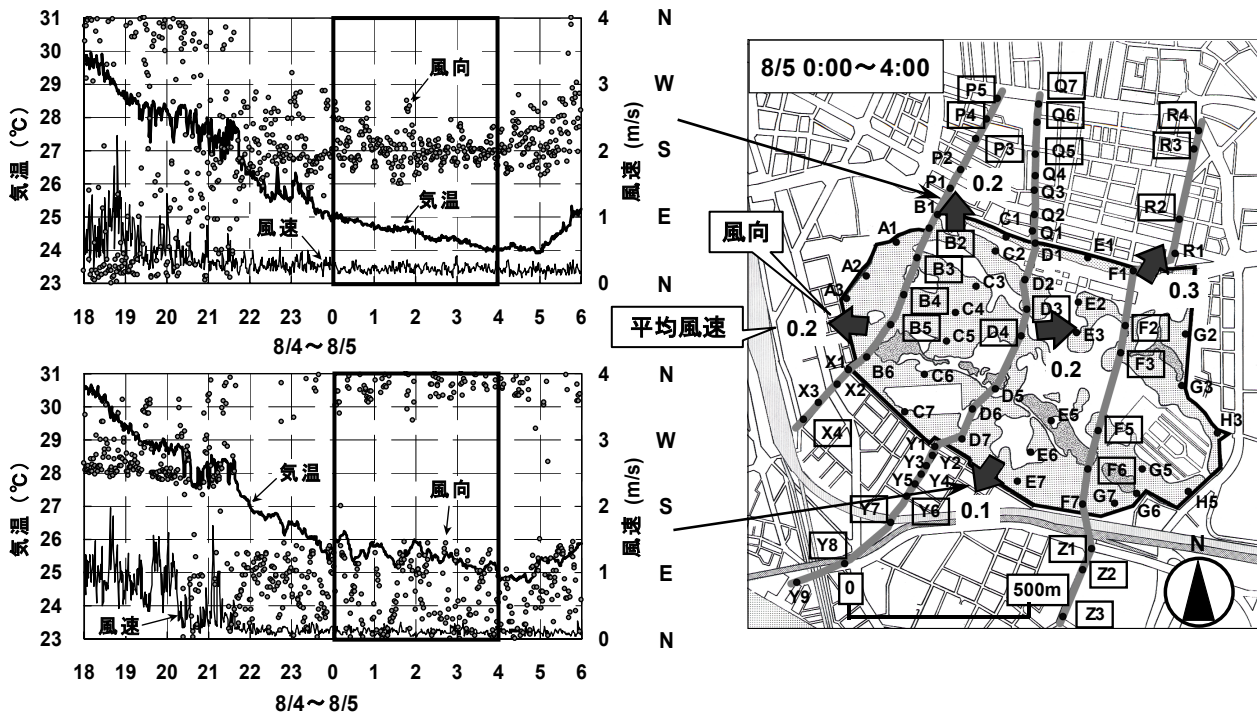 31
30
29
28
27
26
25
24
23
気温 (℃)
風向
気温
風速
4
3
2
1
0
風速 (m/s)
N
W
S
E
N
18 19 20 21 22 23 0 1 2 3 4 5 6
8/4～8/5
31
30
29
28
27
26
25
24
23
気温 (℃)
気温
風向
風速
4
3
2
1
0
風速 (m/s)
N
W
S
E
N
18 19 20 21 22 23 0 1 2 3 4 5 6
8/4～8/5
8/5 0:00～4:00
風向
平均風速
P5
Q7
P4
Q6
R4
P3
R3
P2
Q5
Q4
0.2
P1
Q3
R2
B1
C1
Q2
Q1
A1
B2
C2
D1
E1
R1
A2
B3
F1
A3
B4
C3
D2
E2
0.3
0.2
C4
D3
B5
C5
D4
E3
F2
G2
X1
B6
C6
0.2
F3
X3
X2
D5
G3
X4
C7
D6
E5
F5
H3
Y1
D7
Y3
Y2
E6
Y5
Y4
F6
G5
E7
Y7
Y6
0.1
F7
G7
G6
H5
Y8
Z1
N
Y9
0
500m
Z2
Z3